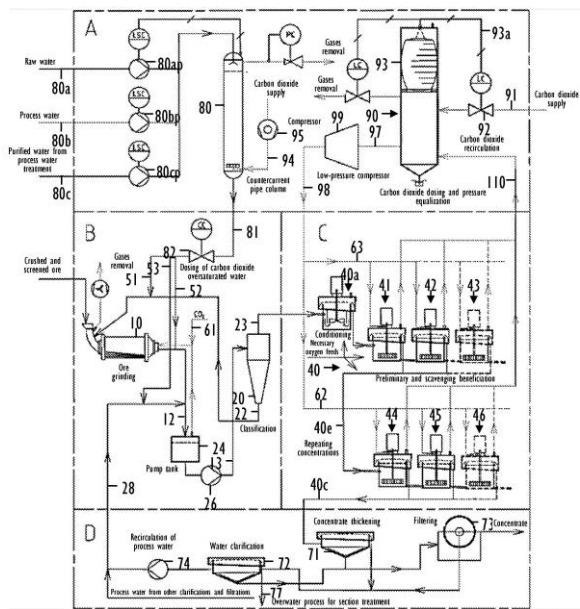 A
LSC
PC
LC
93a
Raw water
80a
80ap
Gases
removal
93
LC
Gases
removal
LSC
80
Carbon dioxide
supply
91
Carbon dioxide
supply
Process water
80b
80bp
95
Compressor
99
90
92
97
Carbon dioxide
recirculation
LSC
94
Purified water from
process water
treatment
80c
80cp
Countercurrent
pipe column
98
Low-pressure compressor
Carbon dioxide dosing and pressure
equalization
110
81
B
CC
82
C
Crushed and
screened ore
Gases
removal
51
53
Dosing of carbon dioxide
oversaturated water
52
63
40a
41
42
43
10
CO₂
61
23
Conditioning
Necessary
oxygen feeds
40
Ore
grinding
Preliminary and scavenging beneficiation
12
20
22
Classification
62
24
44
45
46
13
Pump tank
40e
Repeating
concentrations
26
28
40c
D
Recirculation of
process water
Water clarification
Concentrate thickening
Filtering
73
Concentrate
74
72
71
77
Process water from other clarifications and filtrations
Overwater process for section treatment